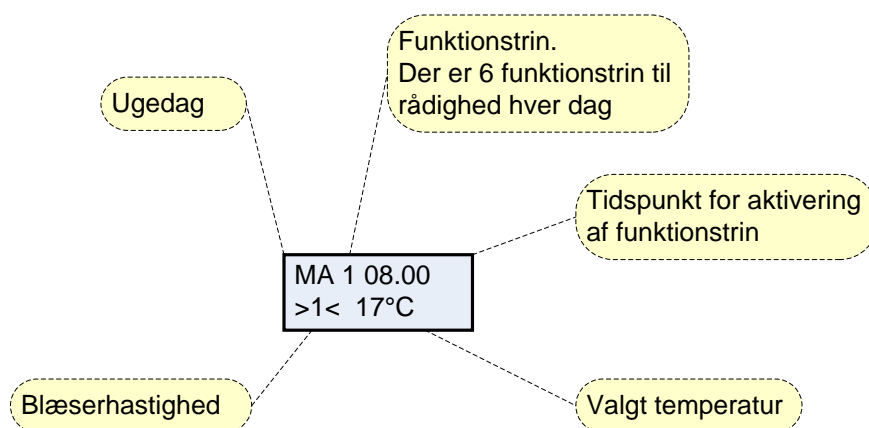 Funktionstrin.
Der er 6 funktionstrin til
rådighed hver dag
Ugedag
Tidspunkt for aktivering
af funktionstrin
MA 1 08.00
>1<  17°C
Blæserhastighed
Valgt temperatur